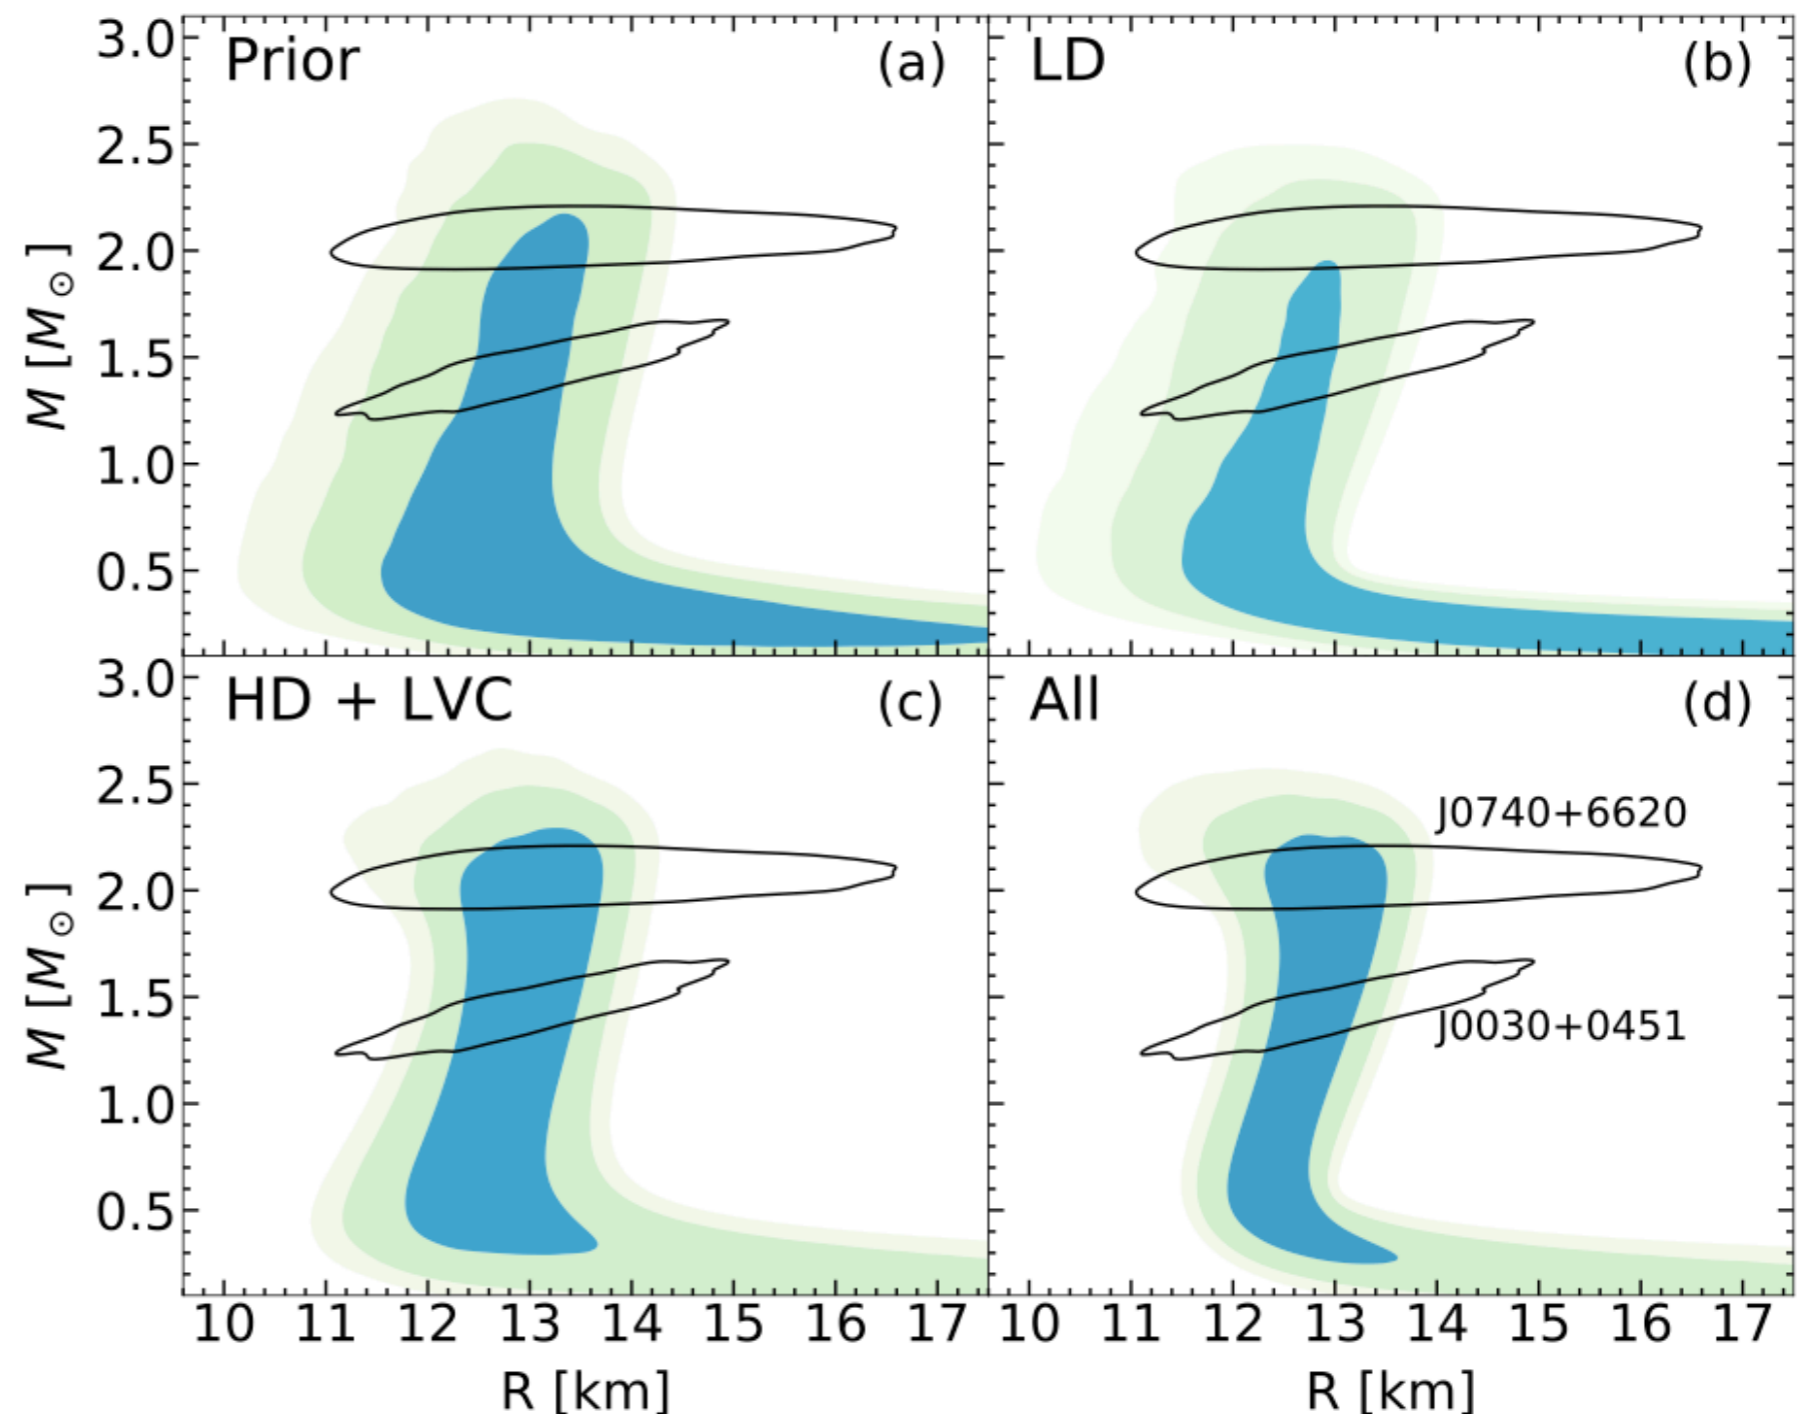 Prior (a)
LD (b)
3.0
2.5
2.0
1.5
1.0
0.5
M [M⊙]
HD + LVC (c)
All (d)
3.0
2.5
2.0
1.5
1.0
0.5
M [M⊙]
J0740+6620
J0030+0451
10 11 12 13 14 15 16 17
10 11 12 13 14 15 16 17
R [km]
R [km]